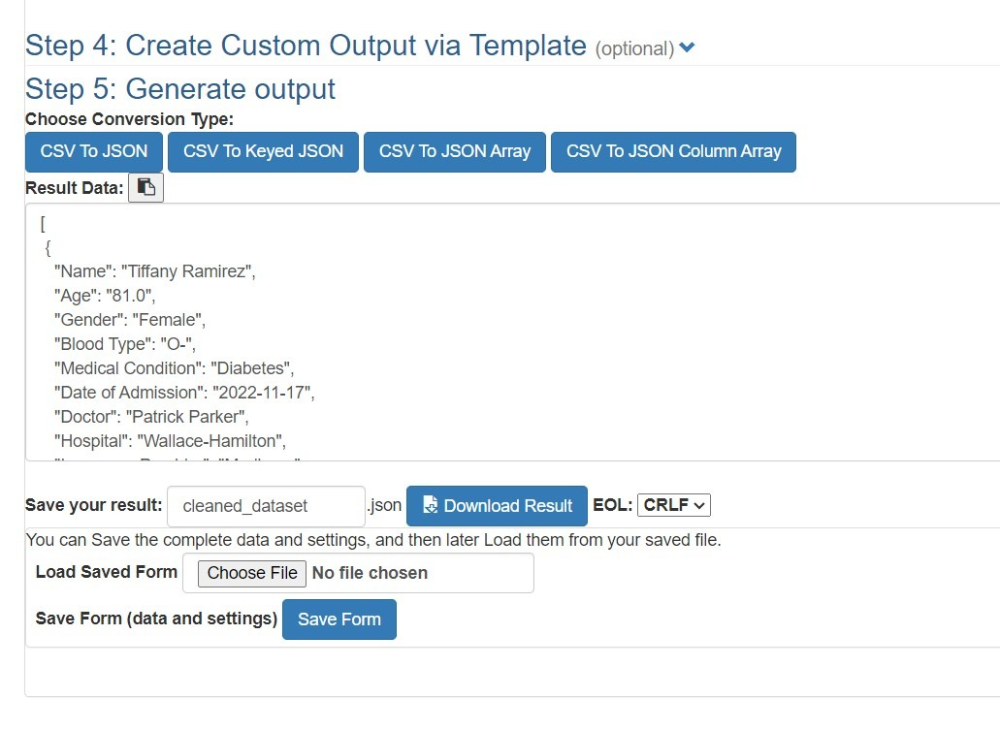 Step 4: Create Custom Output via Template (optional)
Step 5: Generate output
Choose Conversion Type:
CSV To JSON CSV To Keyed JSON CSV To JSON Array CSV To JSON Column Array
Result Data:
[
{
"Name": "Tiffany Ramirez",
"Age": "81.0",
"Gender": "Female",
"Blood Type": "O-",
"Medical Condition": "Diabetes",
"Date of Admission": "2022-11-17",
"Doctor": "Patrick Parker",
"Hospital": "Wallace-Hamilton",
Save your result: cleaned_dataset .json Download Result EOL: CRLF
You can Save the complete data and settings, and then later Load them from your saved file.
Load Saved Form Choose File No file chosen
Save Form (data and settings) Save Form